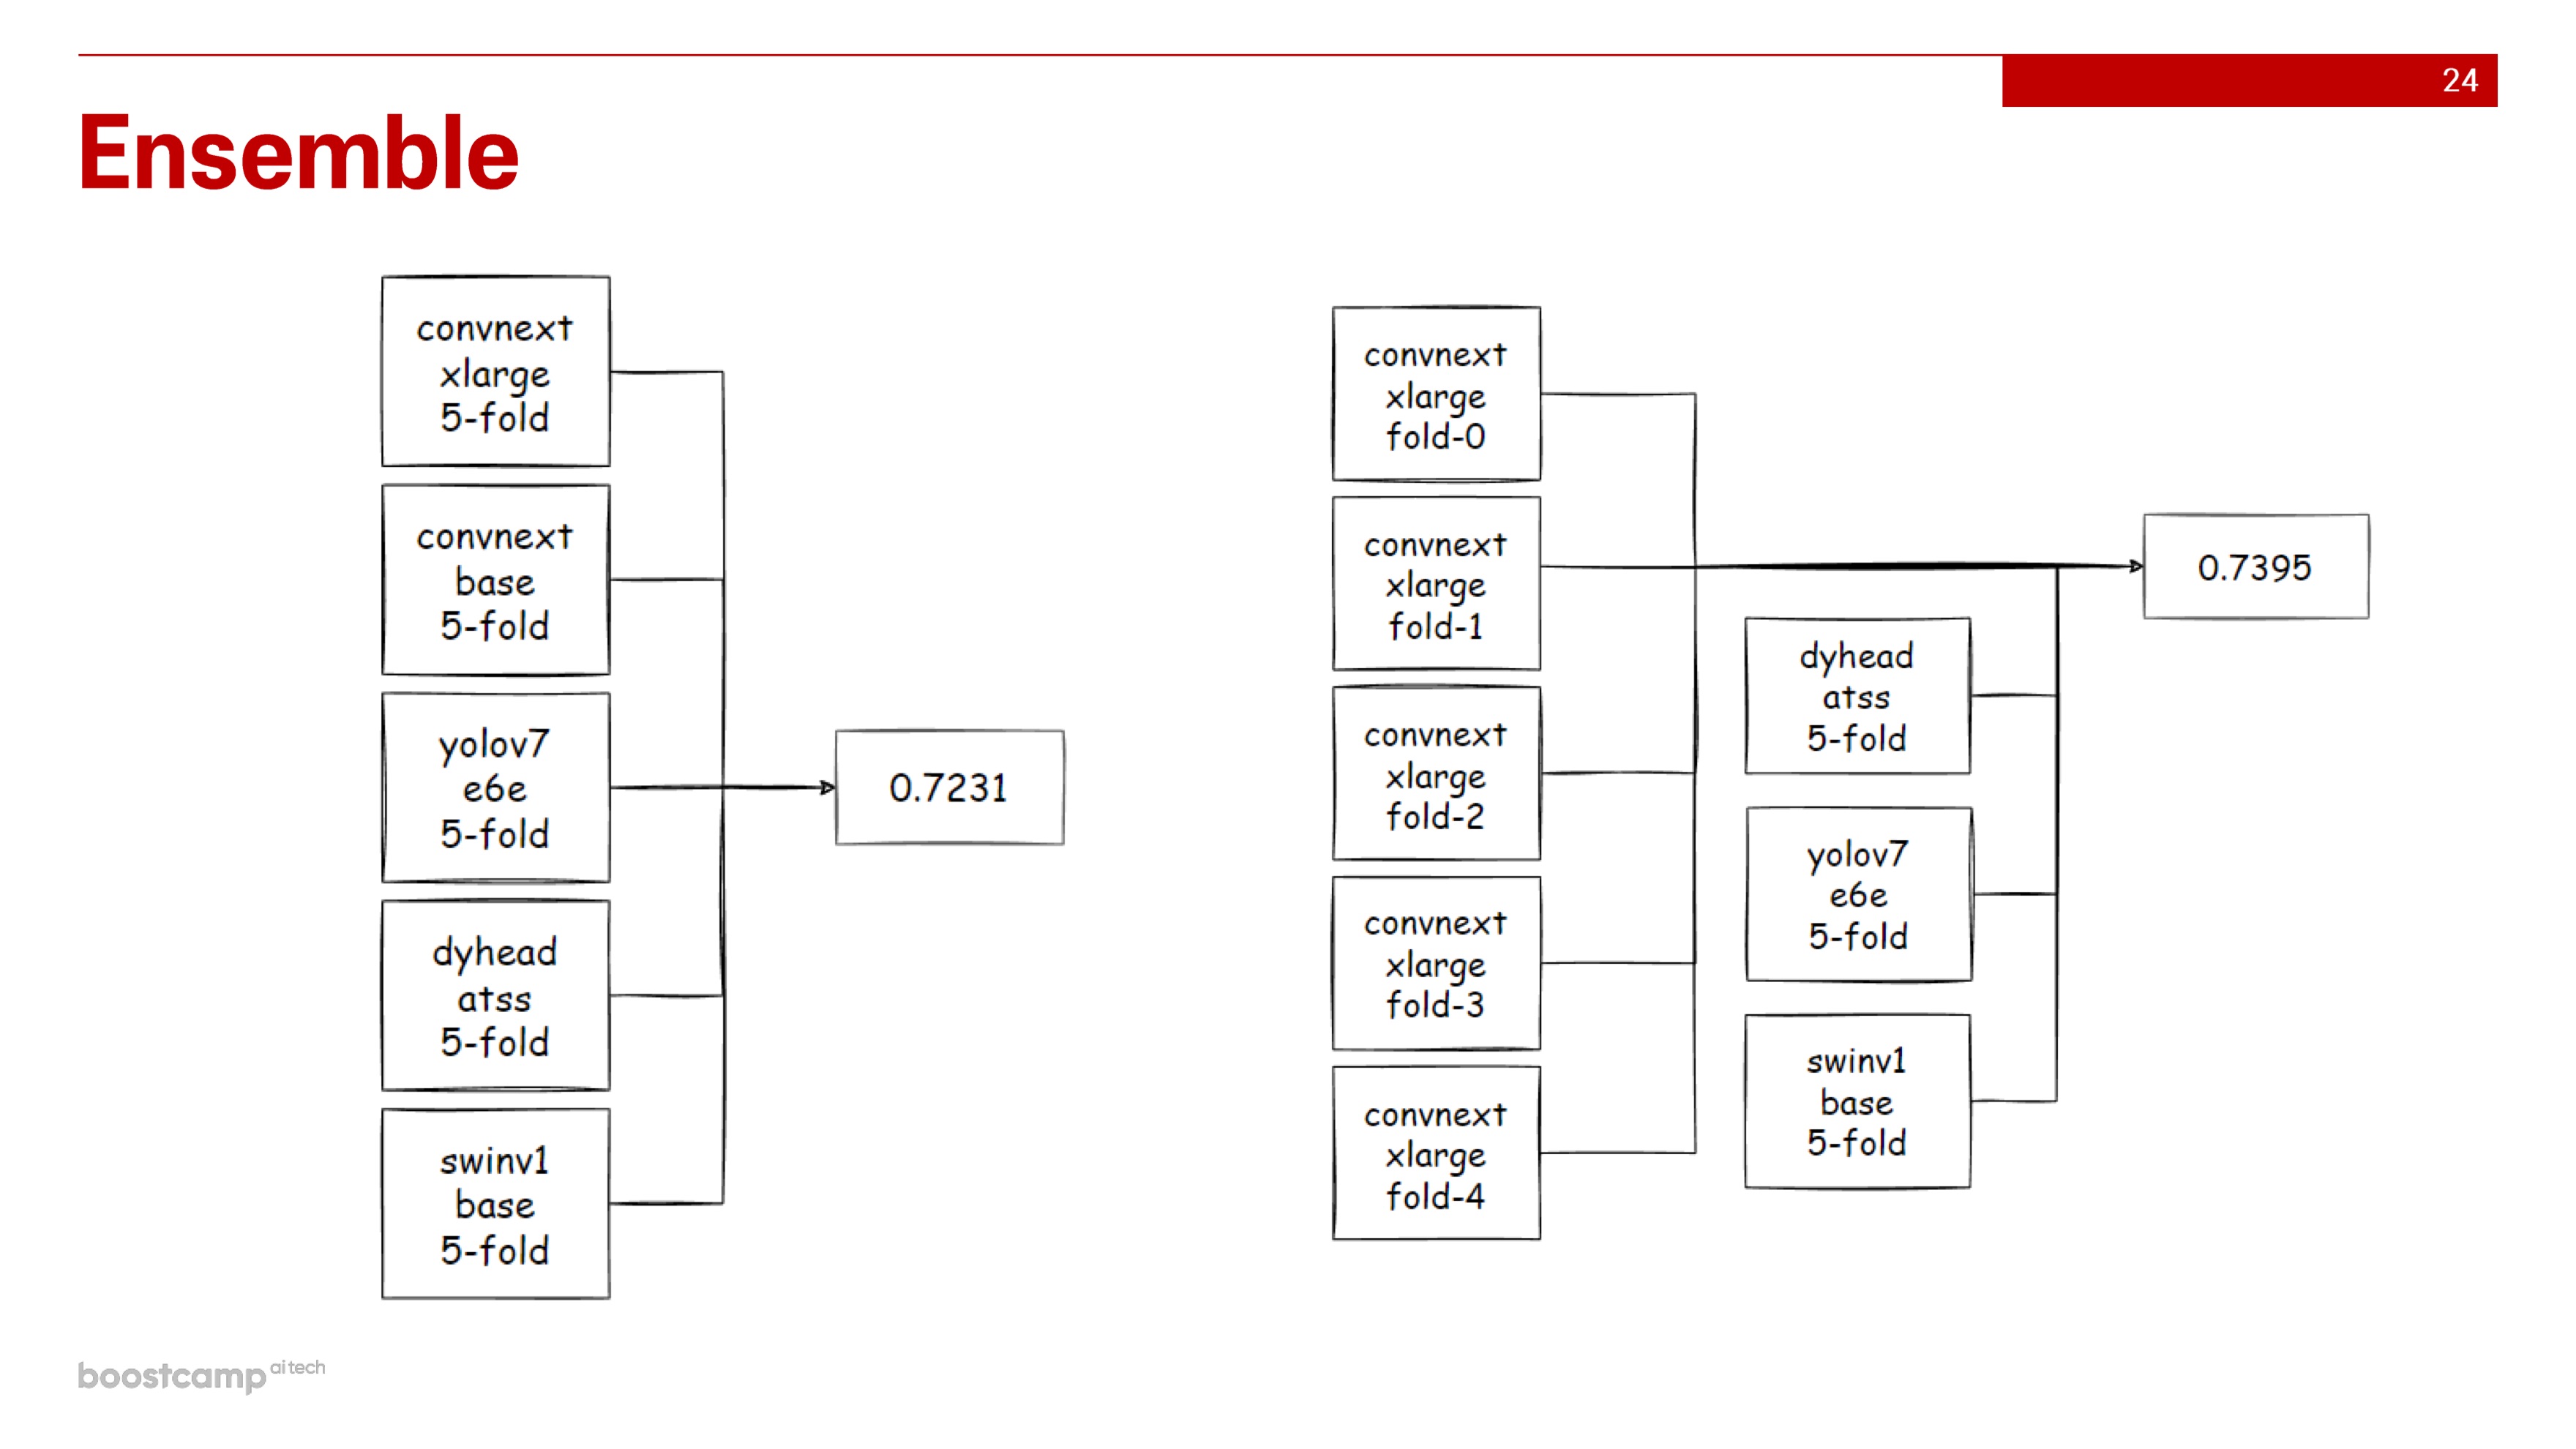 24
Ensemble
convnext
xlarge
5-fold
convnext
base
5-fold
yolov7
e6e
5-fold
dyhead
atss
5-fold
swinv1
base
5-fold
0.7231
convnext
xlarge
fold-0
convnext
xlarge
fold-1
convnext
xlarge
fold-2
convnext
xlarge
fold-3
convnext
xlarge
fold-4
dyhead
atss
5-fold
yolov7
e6e
5-fold
swinv1
base
5-fold
0.7395
boostcamp ai tech